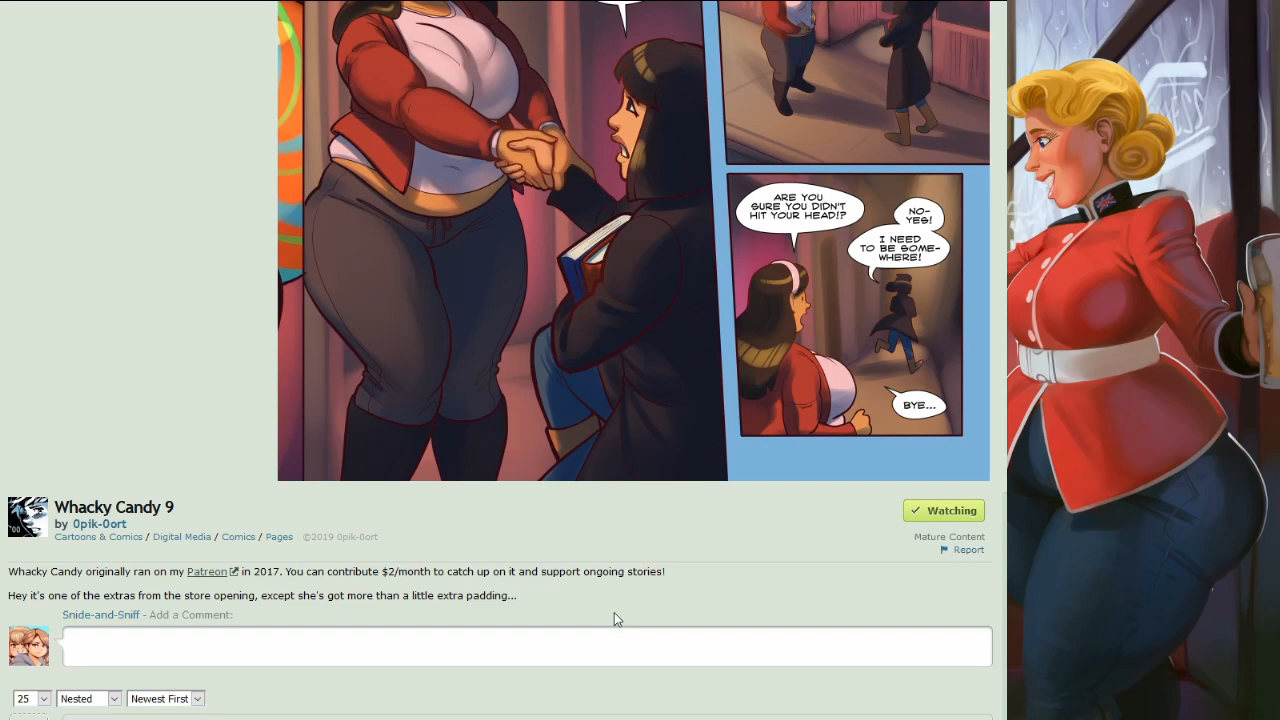 ARE YOU
SURE YOU DIDN'T
HIT YOUR HEAD!?
NO-
YES!
I NEED
TO BE SOME-
WHERE!
BYE...
Whacky Candy 9
by 0pik-0ort
Cartoons & Comics / Digital Media / Comics / Pages ©2019 0pik-0ort
Watching
Mature Content
Report
Whacky Candy originally ran on my Patreon in 2017. You can contribute $2/month to catch up on it and support ongoing stories!
Hey it's one of the extras from the store opening, except she's got more than a little extra padding...
Snide-and-Sniff - Add a Comment:
25
Nested
Newest First